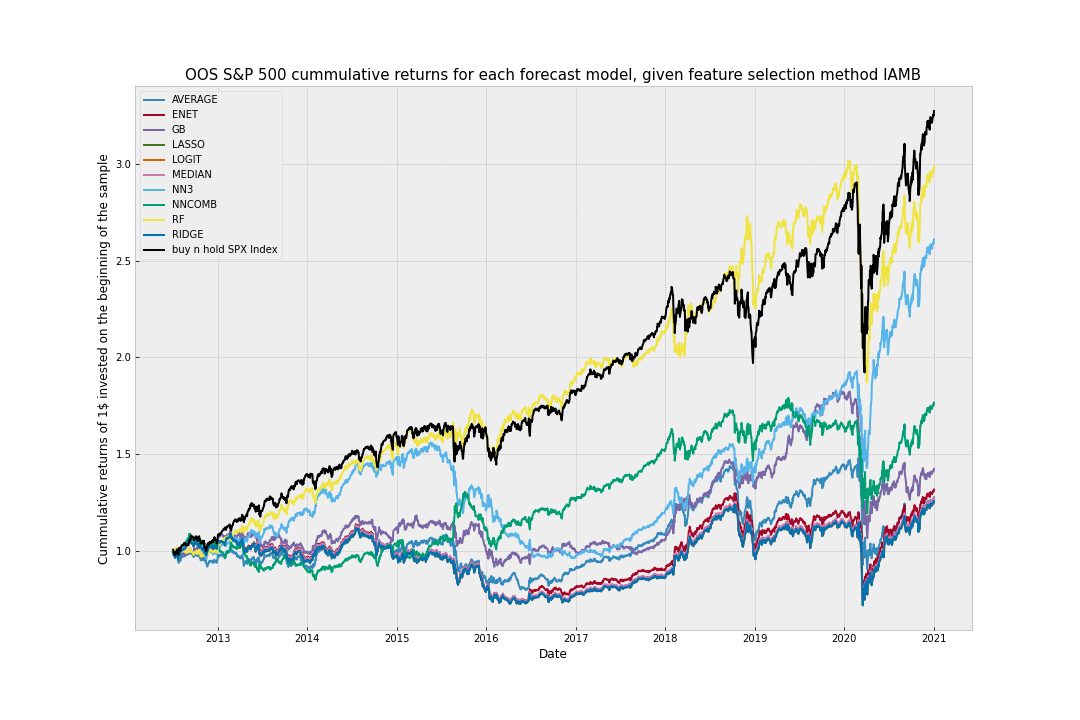 OOS S&P 500 cummulative returns for each forecast model, given feature selection method IAMB
AVERAGE
ENET
GB
LASSO
LOGIT
MEDIAN
NN3
NNCOMB
RF
RIDGE
buy n hold SPX Index
Cummulative returns of 1$ invested on the beginning of the sample
3.0
2.5
2.0
1.5
1.0
2013 2014 2015 2016 2017 2018 2019 2020 2021
Date